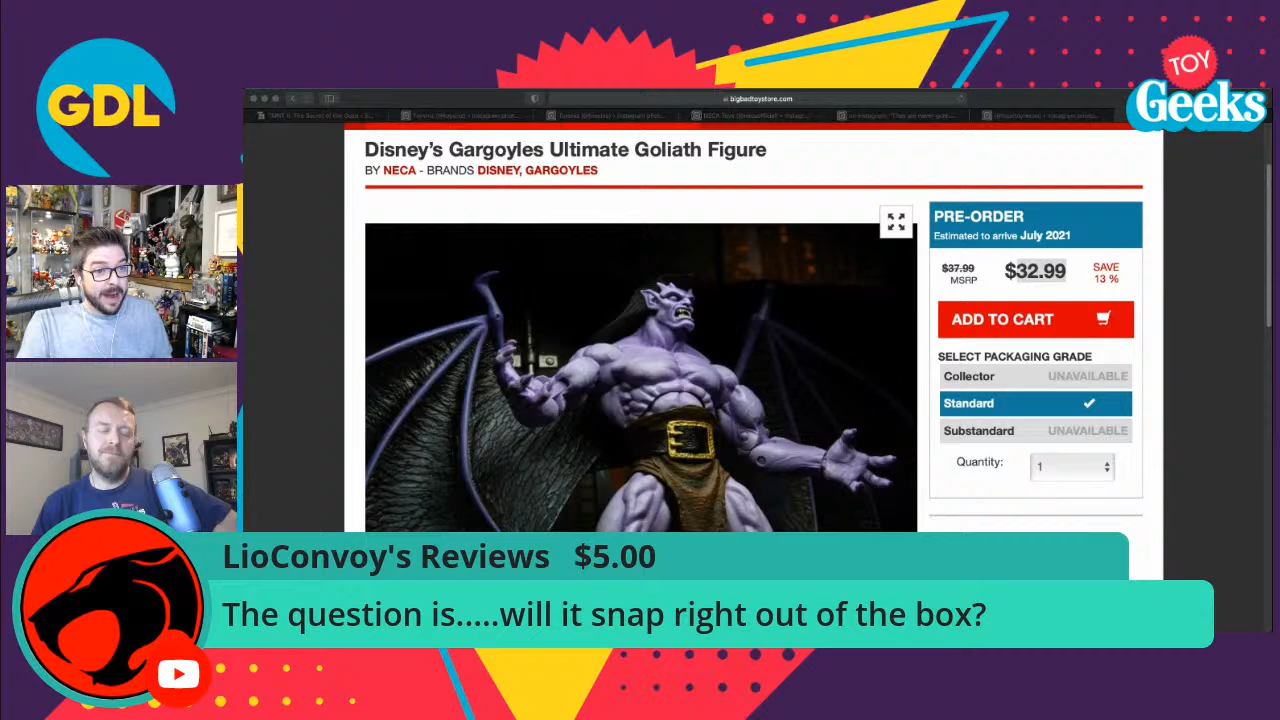 GDL
TOY
Geeks
bigbadtoystore.com
Disney's Gargoyles Ultimate Goliath Figure
BY NECA - BRANDS DISNEY, GARGOYLES
PRE-ORDER
Estimated to arrive July 2021
$37.99
MSRP
$32.99
SAVE
13 %
ADD TO CART
SELECT PACKAGING GRADE
Collector UNAVAILABLE
Standard
Substandard UNAVAILABLE
Quantity: 1
LioConvoy's Reviews $5.00
The question is.....will it snap right out of the box?